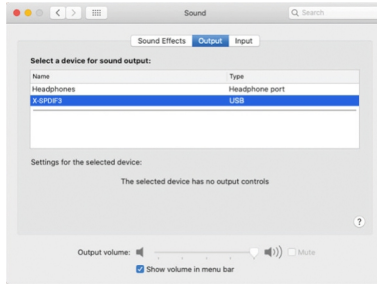 Sound
Search
Sound Effects Output Input
Select a device for sound output:
Name Type
Headphones Headphone port
X-SPDIF3 USB
Settings for the selected device:
The selected device has no output controls
?
Output volume: Mute
Show volume in menu bar